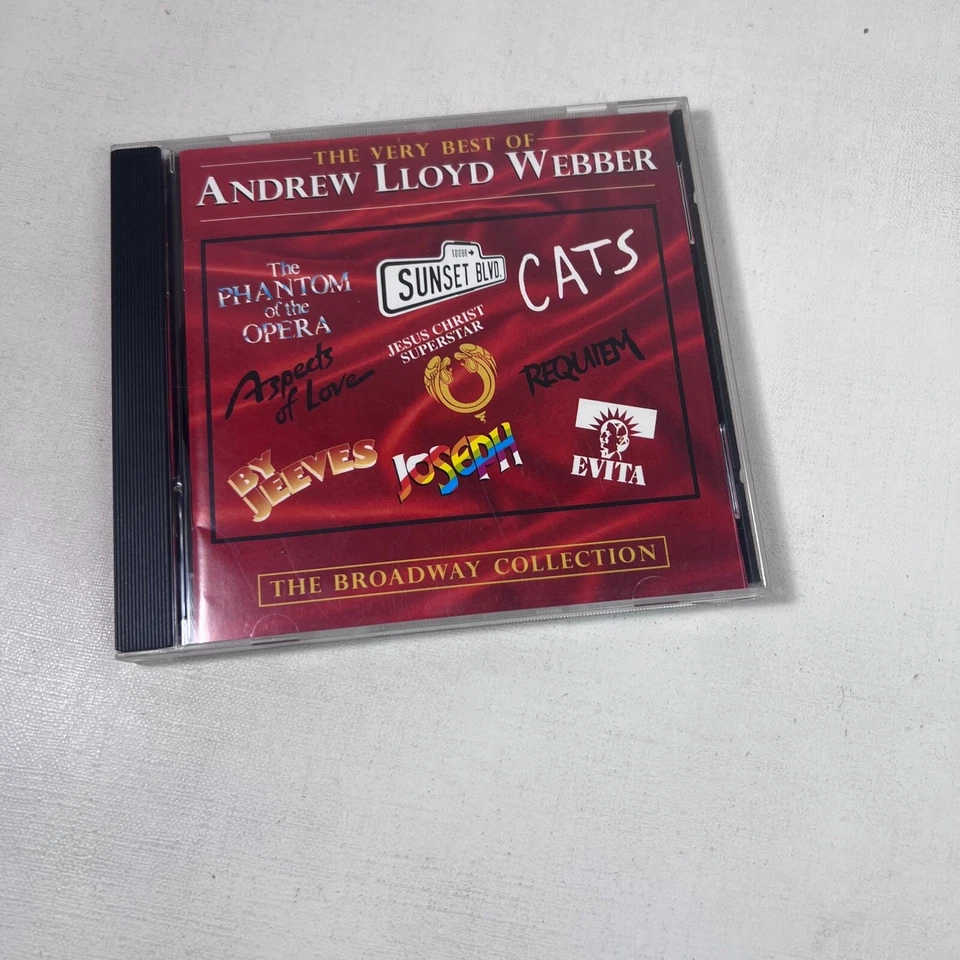 THE VERY BEST OF
ANDREW LLOYD WEBBER
The
PHANTOM
of the
OPERA
10086→
SUNSET BLVD.
CATS
Aspects
of Love
JESUS CHRIST
SUPERSTAR
REQUIEM
BY
JEEVES
JOSEPH
EVITA
THE BROADWAY COLLECTION